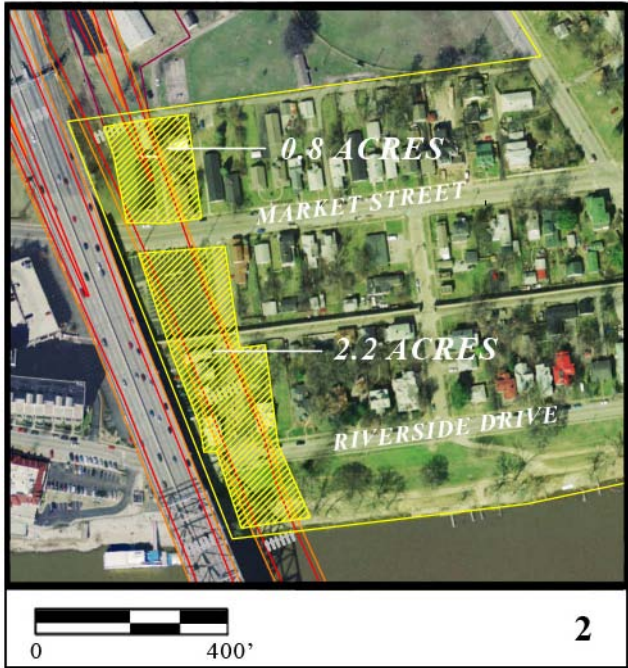 0.8 ACRES
MARKET STREET
2.2 ACRES
RIVERSIDE DRIVE
0 400'
2